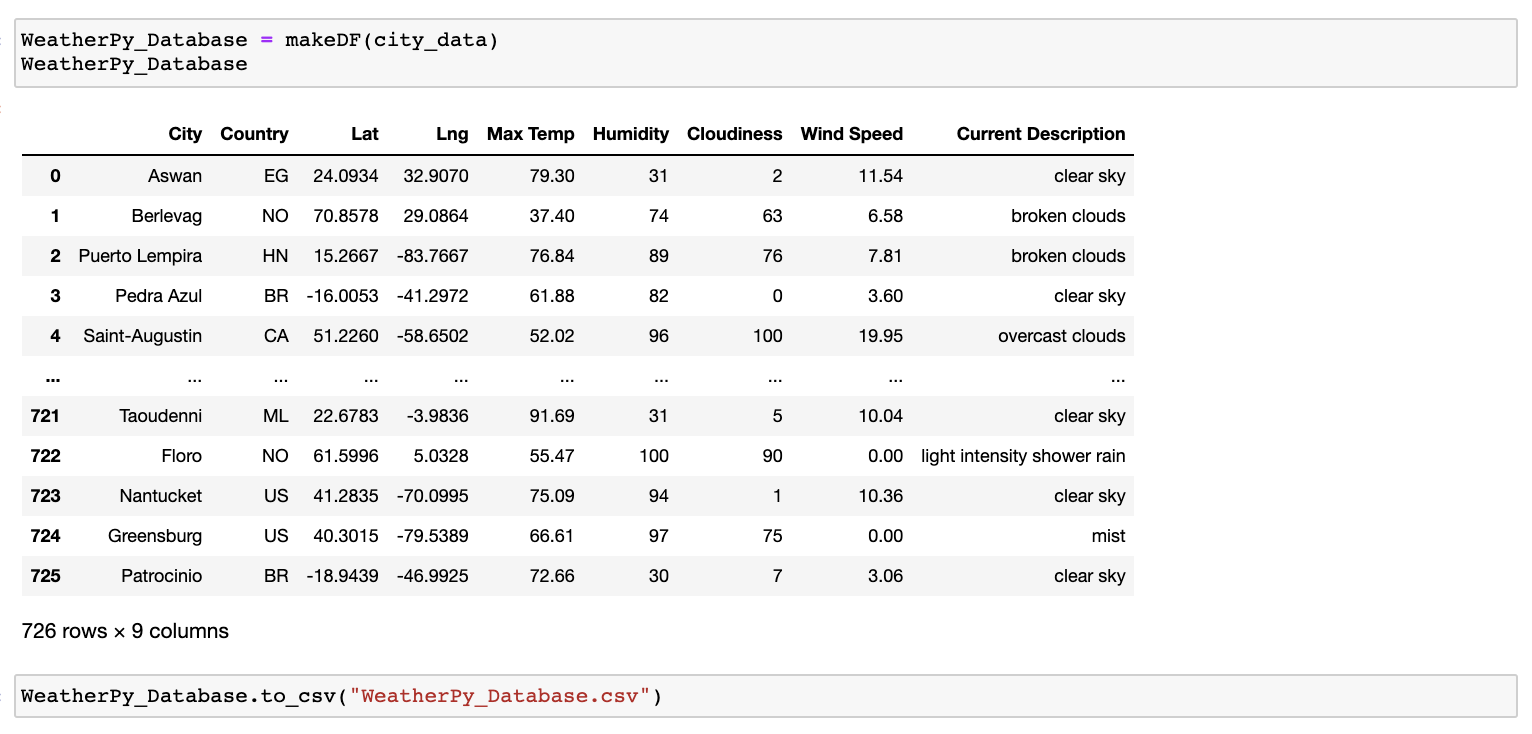 WeatherPy_Database = makeDF(city_data)
WeatherPy_Database
City Country Lat Lng Max Temp Humidity Cloudiness Wind Speed Current Description
0 Aswan EG 24.0934 32.9070 79.30 31 2 11.54 clear sky
1 Berlevag NO 70.8578 29.0864 37.40 74 63 6.58 broken clouds
2 Puerto Lempira HN 15.2667 -83.7667 76.84 89 76 7.81 broken clouds
3 Pedra Azul BR -16.0053 -41.2972 61.88 82 0 3.60 clear sky
4 Saint-Augustin CA 51.2260 -58.6502 52.02 96 100 19.95 overcast clouds
... ... ... ... ... ... ... ... ... ...
721 Taoudenni ML 22.6783 -3.9836 91.69 31 5 10.04 clear sky
722 Floro NO 61.5996 5.0328 55.47 100 90 0.00 light intensity shower rain
723 Nantucket US 41.2835 -70.0995 75.09 94 1 10.36 clear sky
724 Greensburg US 40.3015 -79.5389 66.61 97 75 0.00 mist
725 Patrocinio BR -18.9439 -46.9925 72.66 30 7 3.06 clear sky
726 rows × 9 columns
WeatherPy_Database.to_csv("WeatherPy_Database.csv")